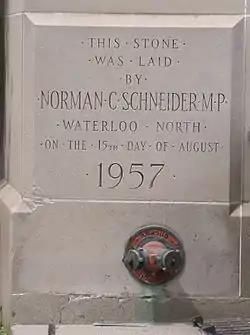 · THIS STONE ·
· WAS LAID ·
· BY ·
· NORMAN · C · SCHNEIDER · M · P ·
· WATERLOO · NORTH ·
· ON · THE · 15TH · DAY · OF · AUGUST ·
· 1957 ·